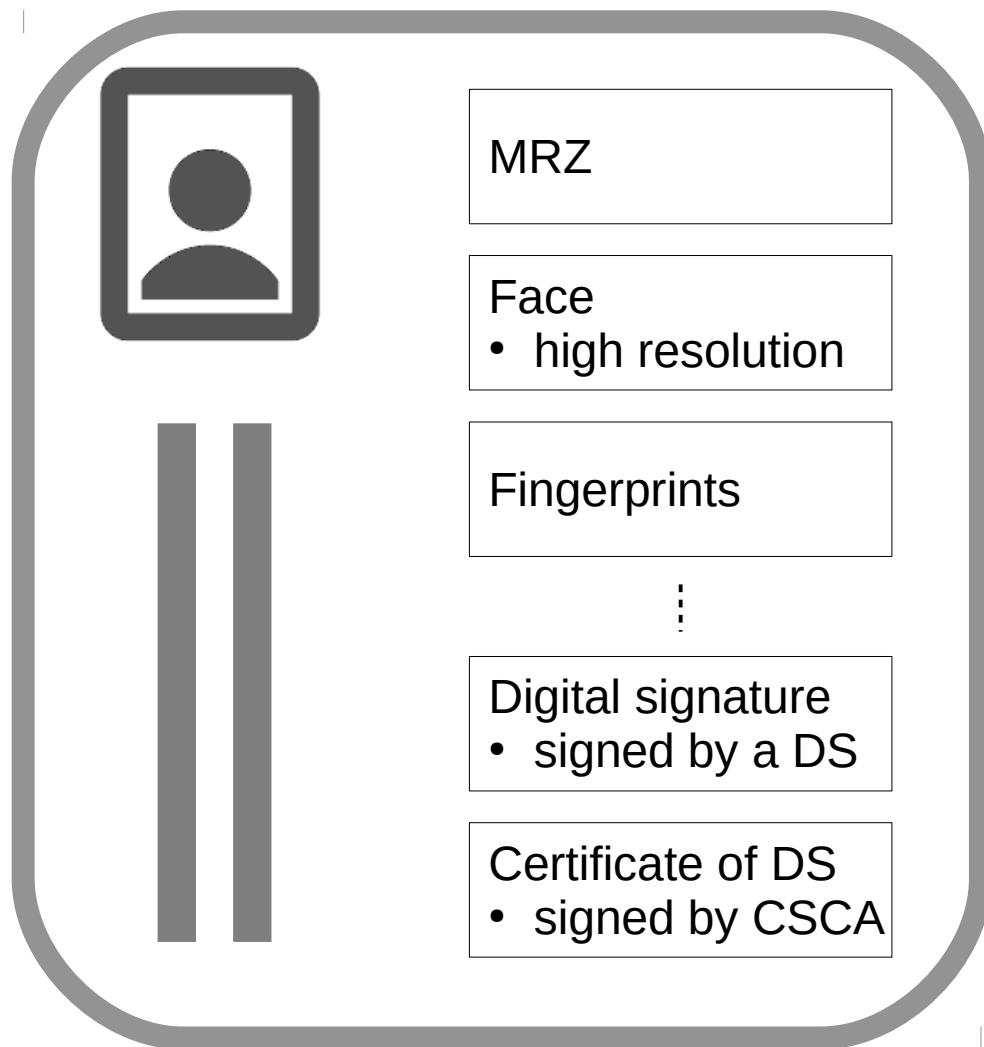 MRZ
Face
• high resolution
Fingerprints
Digital signature
• signed by a DS
Certificate of DS
• signed by CSCA